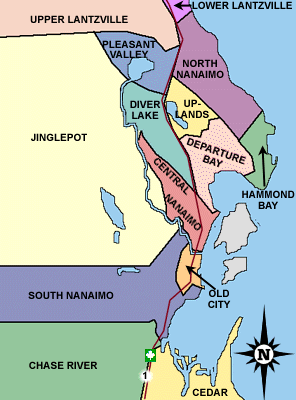 LOWER LANTZVILLE
UPPER LANTZVILLE
PLEASANT
VALLEY
NORTH
NANAIMO
DIVER
LAKE
UP-
LANDS
JINGLEPOT
DEPARTURE
BAY
CENTRAL
NANAIMO
HAMMOND
BAY
SOUTH NANAIMO
OLD
CITY
N
CHASE RIVER
1
CEDAR